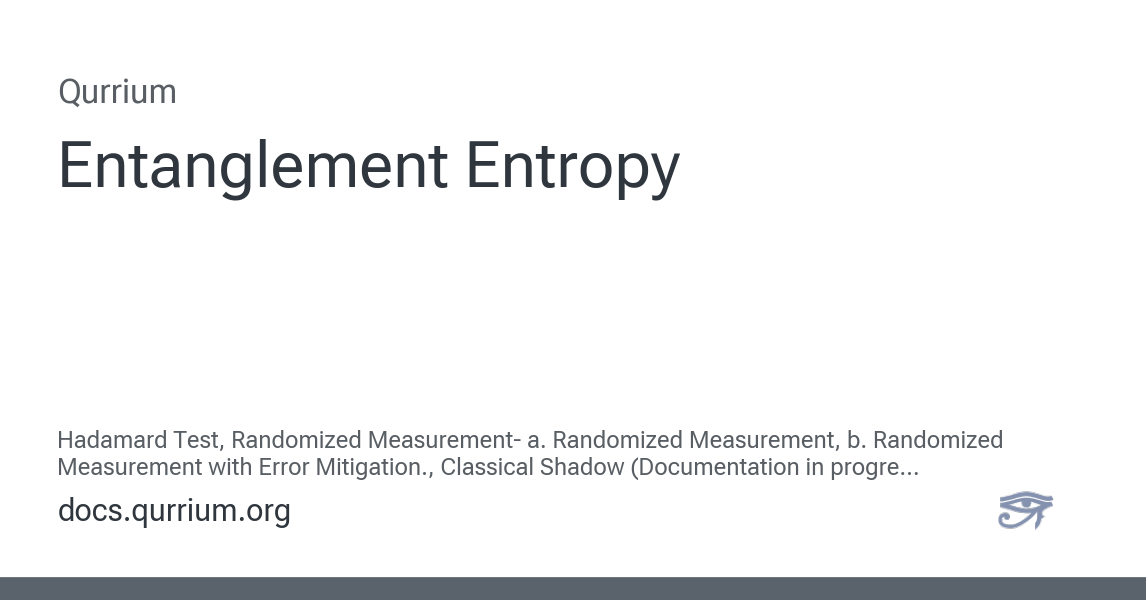 Qurrium
Entanglement Entropy
Hadamard Test, Randomized Measurement- a. Randomized Measurement, b. Randomized
Measurement with Error Mitigation., Classical Shadow (Documentation in progre...
docs.qurrium.org